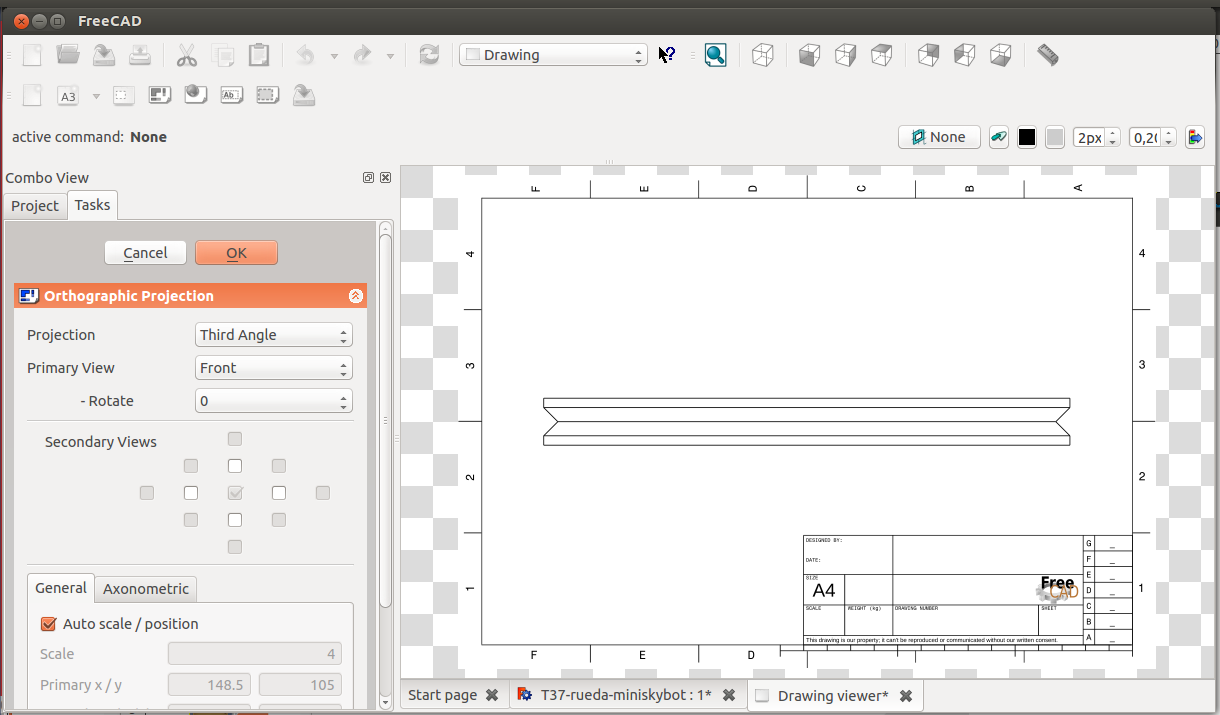 FreeCAD
Drawing
A3
Ab
active command: None
None
2px
0,2(
Combo View
Project
Tasks
Cancel
OK
Orthographic Projection
Projection
Third Angle
Primary View
Front
- Rotate
0
Secondary Views
General
Axonometric
Auto scale / position
Scale
4
Primary x / y
148.5
105
F E D C B A
4
4
3
3
2
2
1
1
DESIGNED BY:
DATE:
SIZE
A4
SCALE
WEIGHT (kg)
DRAWING NUMBER
SHEET
Free
CAD
G _
F _
E _
D _
C _
B _
A _
This drawing is our property; it can't be reproduced or communicated without our written consent.
F E D
Start page
T37-rueda-miniskybot : 1*
Drawing viewer*